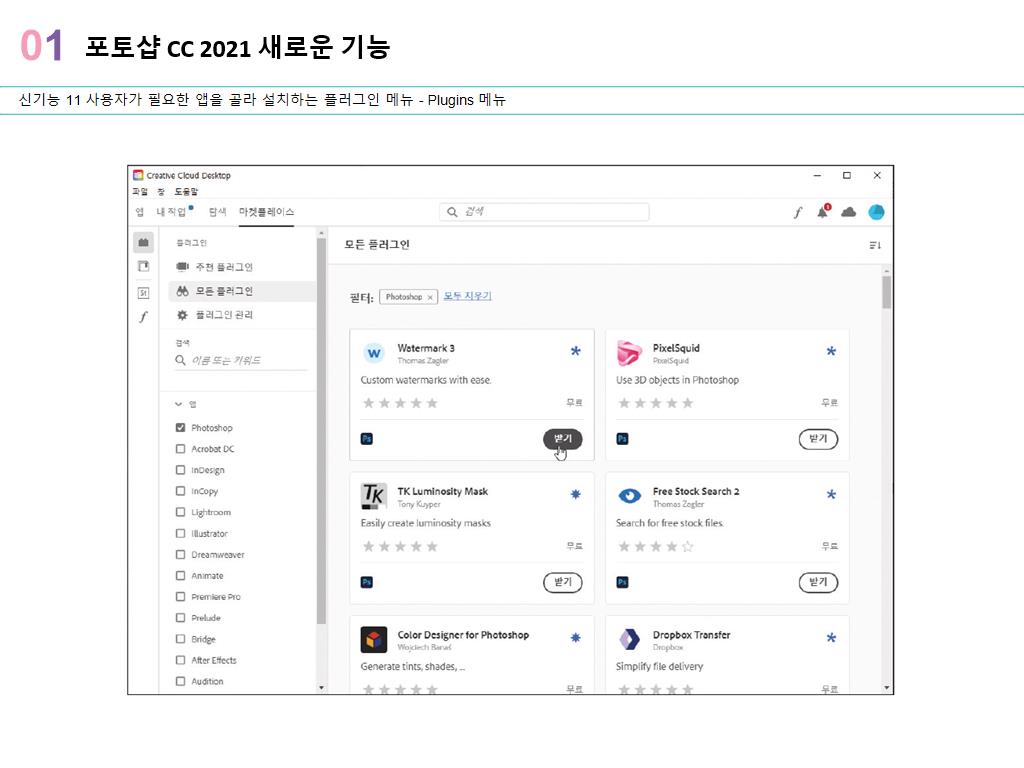 01 포토샵 CC 2021 새로운 기능
신기능 11 사용자가 필요한 앱을 골라 설치하는 플러그인 메뉴 - Plugins 메뉴
Creative Cloud Desktop
파일 창 도움말
앱 내 작업 탐색 마켓플레이스
검색
f
1
모든 플러그인
플러그인
추천 플러그인
모든 플러그인
플러그인 관리
St
f
검색
이름 또는 키워드
앱
Photoshop
Acrobat DC
InDesign
InCopy
Lightroom
Illustrator
Dreamweaver
Animate
Premiere Pro
Prelude
Bridge
After Effects
Audition
필터: Photoshop × 모두 지우기
W
Watermark 3
Thomas Zagler
Custom watermarks with ease.
무료
Ps
받기
PixelSquid
PixelSquid
Use 3D objects in Photoshop
무료
Ps
받기
TK
TK Luminosity Mask
Tony Kuyper
Easily create luminosity masks
무료
Ps
받기
Free Stock Search 2
Thomas Zagler
Search for free stock files.
무료
Ps
받기
Color Designer for Photoshop
Wojciech Banaś
Generate tints, shades, ...
무료
Dropbox Transfer
Dropbox
Simplify file delivery
무료